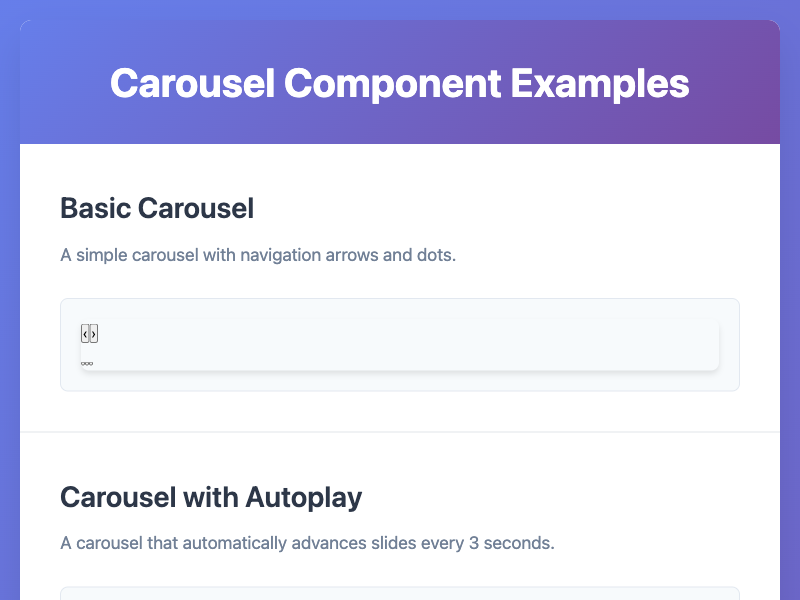 Carousel Component Examples
Basic Carousel
A simple carousel with navigation arrows and dots.
‹ ›
Carousel with Autoplay
A carousel that automatically advances slides every 3 seconds.